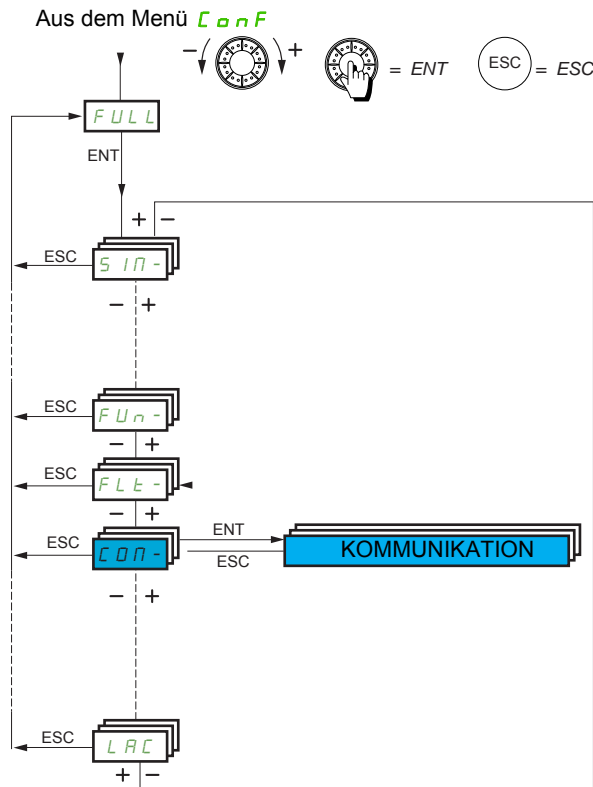 Aus dem Menü ConF
− + = ENT ESC = ESC
FULL
ENT
+ −
ESC SIM-
− +
ESC FUn-
− +
ESC FLt-
− +
ESC COM- ENT ESC KOMMUNIKATION
− +
ESC LAC
+ −